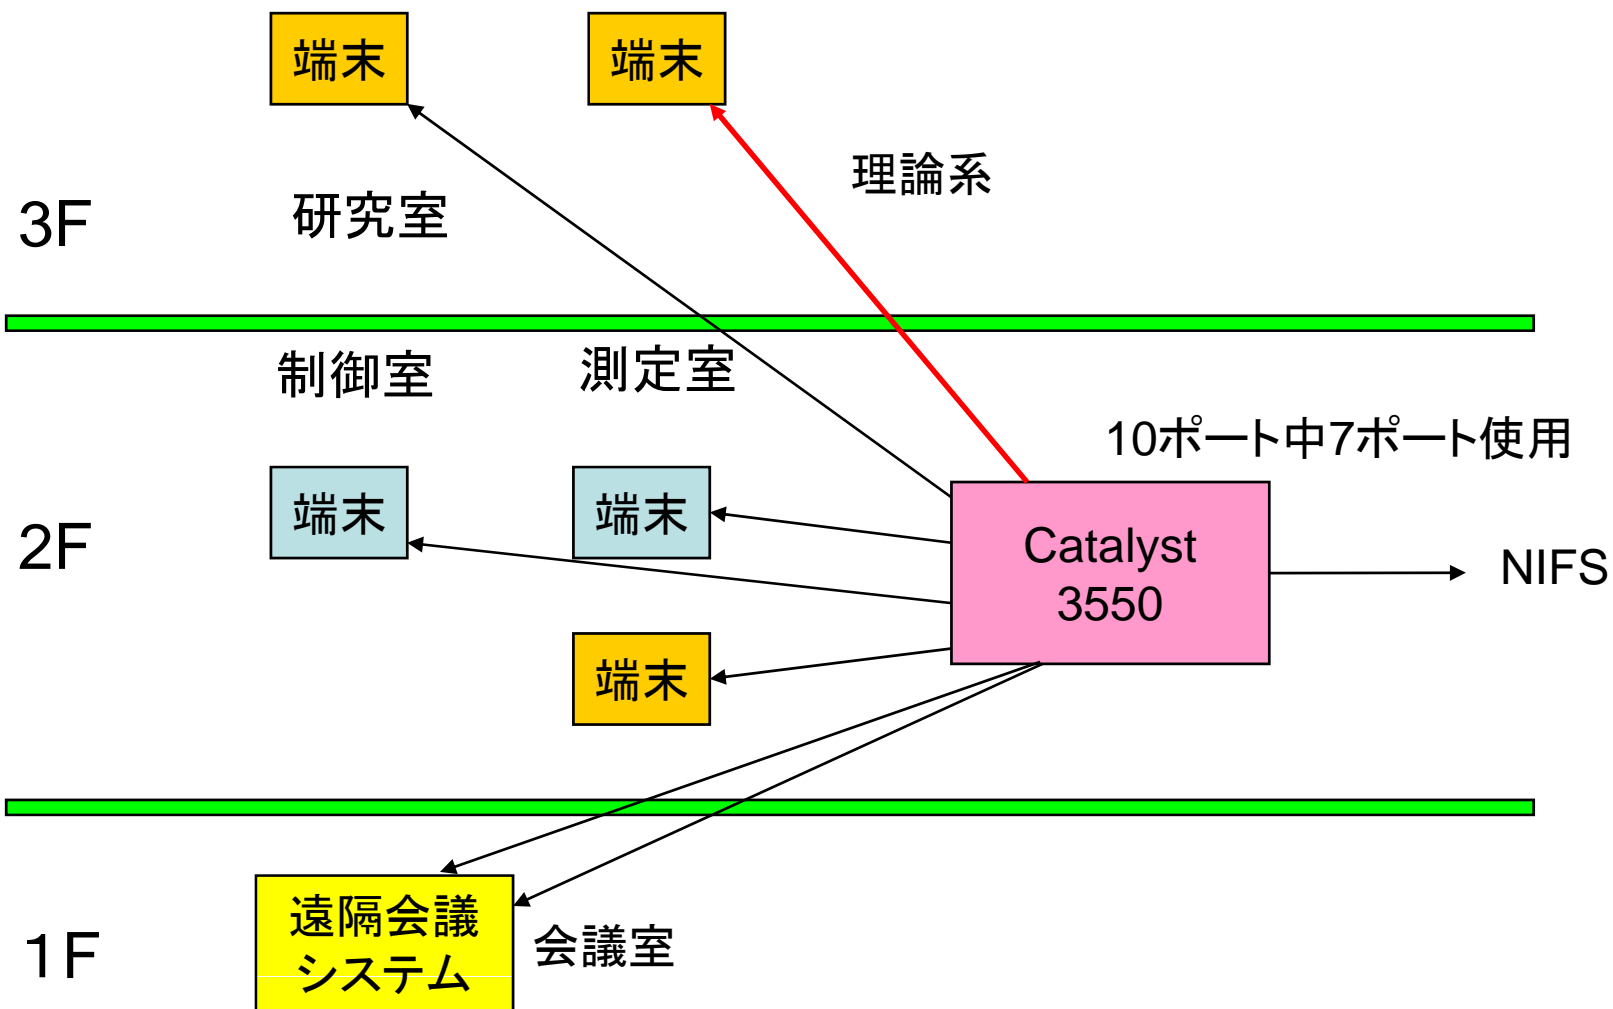 端末
端末
理論系
3F
研究室
制御室
測定室
10ポート中7ポート使用
端末
端末
2F
Catalyst
3550
NIFS
端末
遠隔会議
システム
会議室
1F